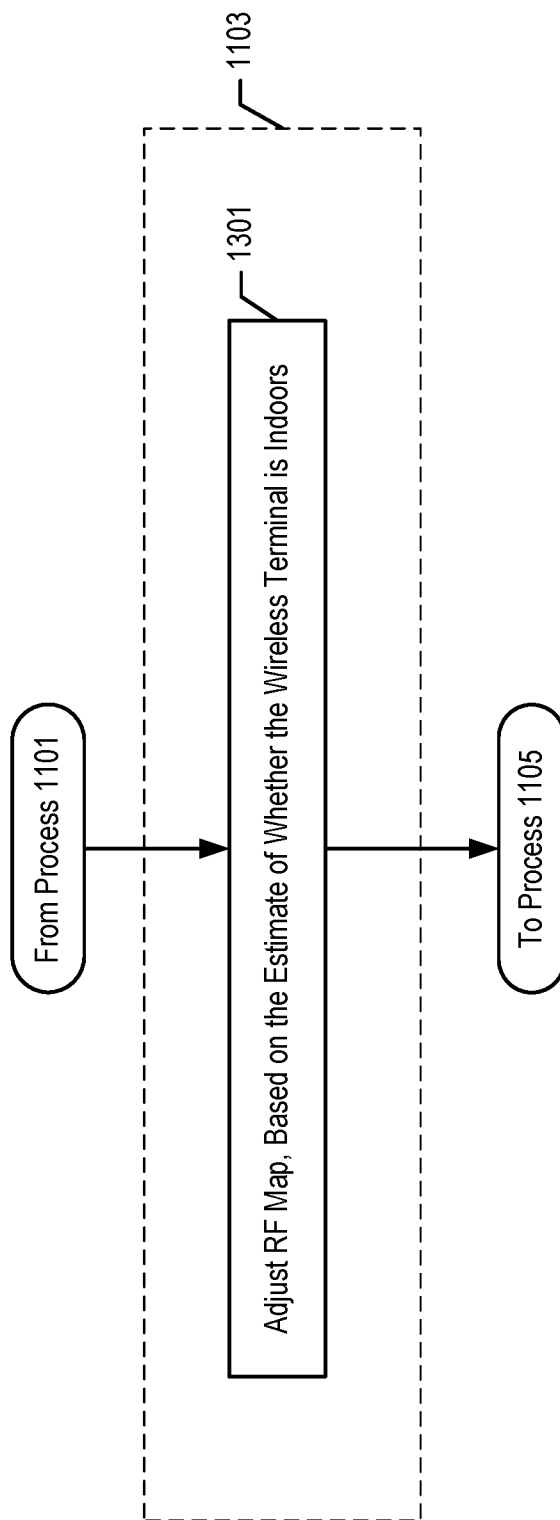 From Process 1101
1103
1301
Adjust RF Map, Based on the Estimate of Whether the Wireless Terminal is Indoors
To Process 1105